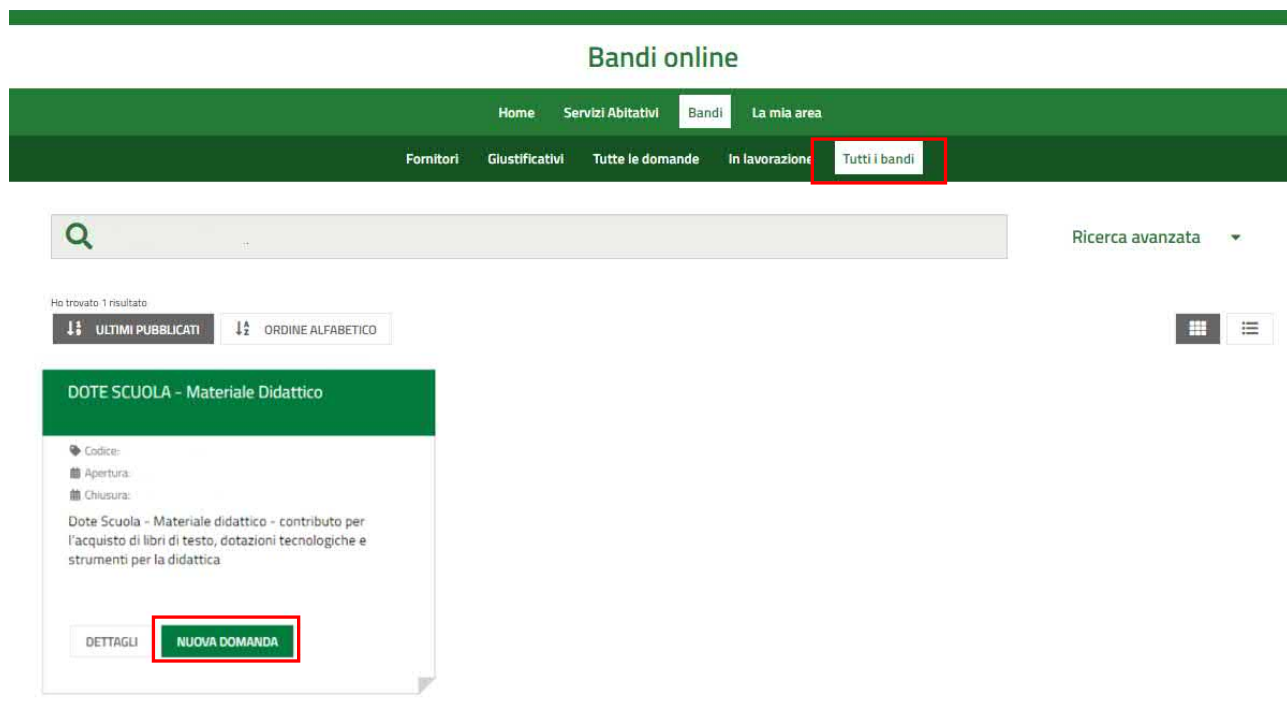 Bandi online
Home Servizi Abitativi Bandi La mia area
Fornitori Giustificativi Tutte le domande In lavorazione Tutti i bandi
Ricerca avanzata
Ho trovato 1 risultato
ULTIMI PUBBLICATI ORDINE ALFABETICO
DOTE SCUOLA - Materiale Didattico
Codice:
Apertura:
Chiusura:
Dote Scuola - Materiale didattico - contributo per
l'acquisto di libri di testo, dotazioni tecnologiche e
strumenti per la didattica
DETTAGLI NUOVA DOMANDA